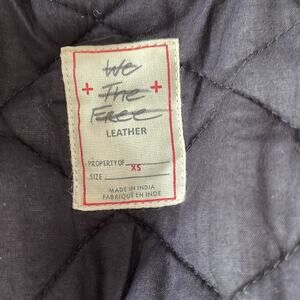 We
+ The +
Free
LEATHER
PROPERTY OF
SIZE XS
MADE IN INDIA
FABRIQUÉ EN INDE